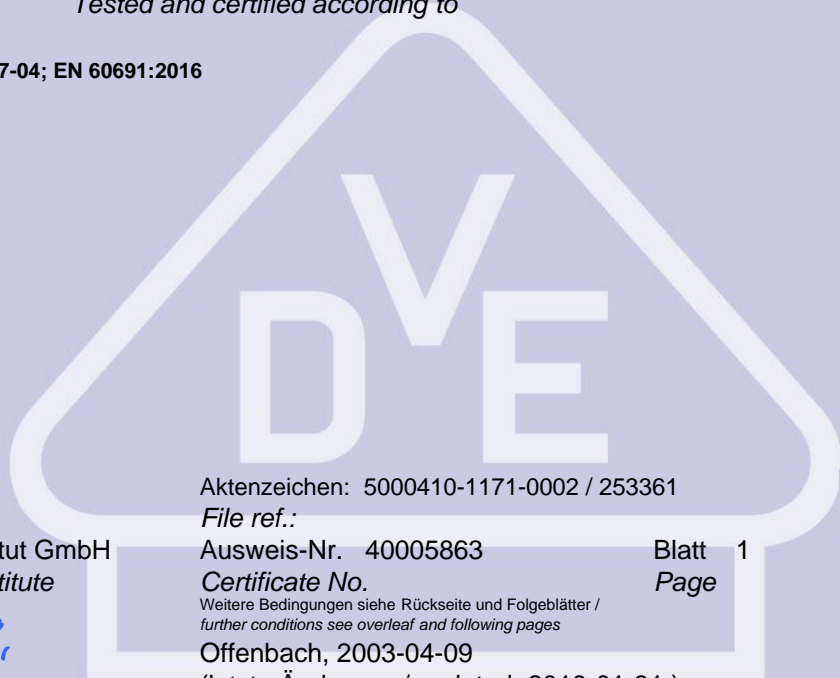 Tested and certified according to
7-04; EN 60691:2016
VDE
Aktenzeichen: 5000410-1171-0002 / 253361
File ref.:
tut GmbH Ausweis-Nr. 40005863 Blatt 1
titute Certificate No. Page
Weitere Bedingungen siehe Rückseite und Folgeblätter /
further conditions see overleaf and following pages
Offenbach, 2003-04-09